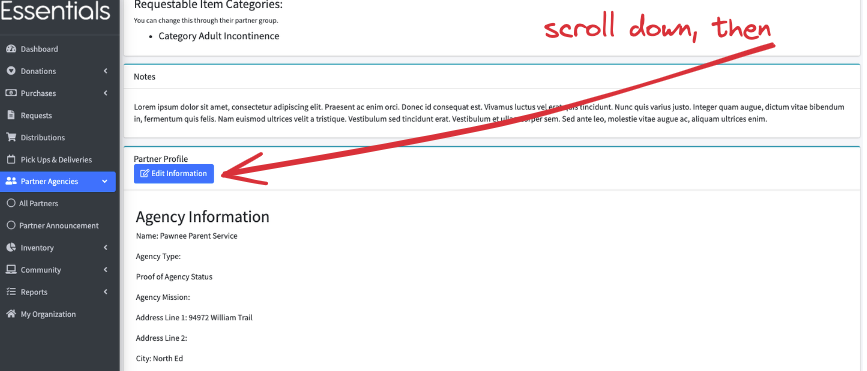 Essentials
Dashboard
Donations
Purchases
Requests
Distributions
Pick Ups & Deliveries
Partner Agencies
All Partners
Partner Announcement
Inventory
Community
Reports
My Organization
Requestable Item Categories:
You can change this through their partner group.
Category Adult Incontinence
scroll down, then
Notes
Lorem ipsum dolor sit amet, consectetur adipiscing elit. Praesent ac enim orci. Donec id consequat est. Vivamus luctus vel erat quis tincidunt. Nunc quis varius justo. Integer quam augue, dictum vitae bibendum
in, fermentum quis felis. Nam euismod ultrices velit a tristique. Vestibulum sed tincidunt erat. Vestibulum et per sem. Sed ante leo, molestie vitae augue ac, aliquam ultrices enim.
Partner Profile
Edit Information
Agency Information
Name: Pawnee Parent Service
Agency Type:
Proof of Agency Status
Agency Mission:
Address Line 1: 94972 William Trail
Address Line 2:
City: North Ed